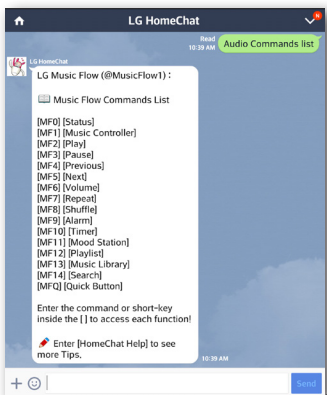 LG HomeChat
N
Read
10:39 AM
Audio Commands list
LG HomeChat
LG Music Flow (@MusicFlow1) :
Music Flow Commands List
[MF0] [Status]
[MF1] [Music Controller]
[MF2] [Play]
[MF3] [Pause]
[MF4] [Previous]
[MF5] [Next]
[MF6] [Volume]
[MF7] [Repeat]
[MF8] [Shuffle]
[MF9] [Alarm]
[MF10] [Timer]
[MF11] [Mood Station]
[MF12] [Playlist]
[MF13] [Music Library]
[MF14] [Search]
[MFQ] [Quick Button]
Enter the command or short-key
inside the [ ] to access each function!
Enter [HomeChat Help] to see
more Tips.
10:39 AM
Send